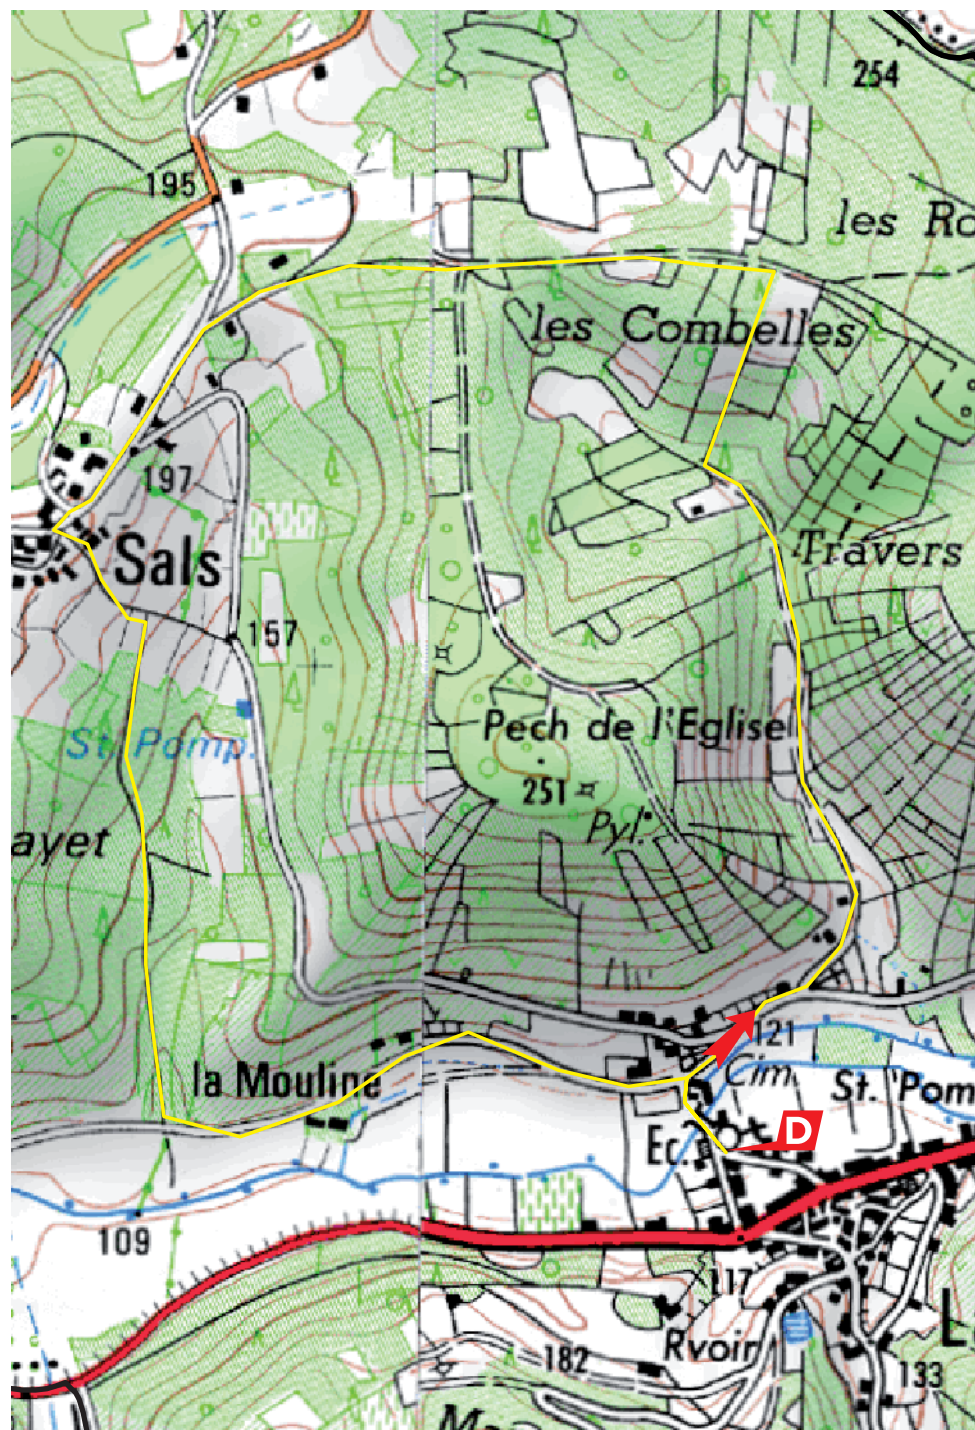 254
195
les Ro
les Combelles
197
Travers
Sals
157
Pech de l'Eglise
St. Pomp.
251
Pyl.
ayet
121
la Mouline
Cim.
St. Pom
D
Ec.
109
117
Rvoir
182
133
L